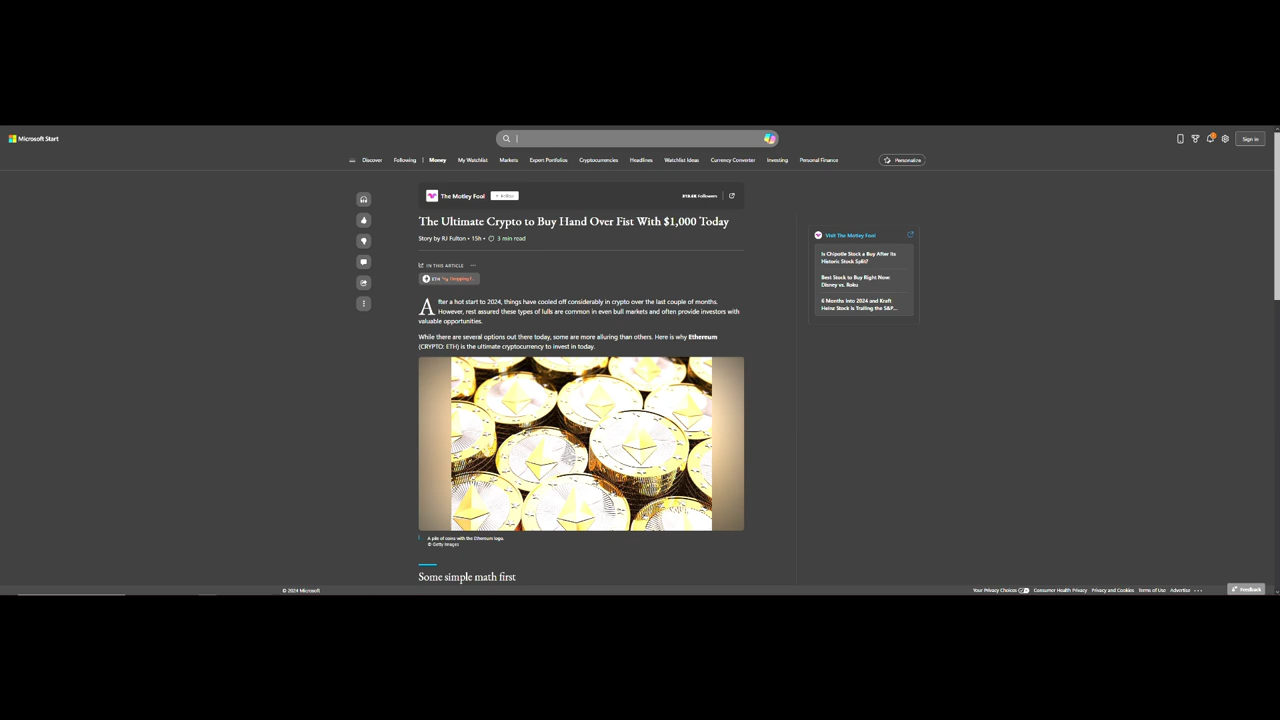 Microsoft Start
Sign in
Discover
Following
Money
My Watchlist
Markets
Expert Portfolios
Cryptocurrencies
Headlines
Watchlist Ideas
Currency Converter
Investing
Personal Finance
Personalize
The Motley Fool
+ Follow
Followers
The Ultimate Crypto to Buy Hand Over Fist With $1,000 Today
Story by RJ Fulton • 15h • 3 min read
IN THIS ARTICLE
ETH
After a hot start to 2024, things have cooled off considerably in crypto over the last couple of months.
However, rest assured these types of lulls are common in even bull markets and often provide investors with
valuable opportunities.
While there are several options out there today, some are more alluring than others. Here is why Ethereum
(CRYPTO: ETH) is the ultimate cryptocurrency to invest in today.
A pile of coins with the Ethereum logo.
© Getty Images
Some simple math first
Visit The Motley Fool
Is Chipotle Stock a Buy After Its
Historic Stock Split?
Best Stock to Buy Right Now:
Disney vs. Roku
6 Months Into 2024 and Kraft
Heinz Stock Is Trailing the S&P...
© 2024 Microsoft
Your Privacy Choices
Consumer Health Privacy
Privacy and Cookies
Terms of Use
Advertise
Feedback